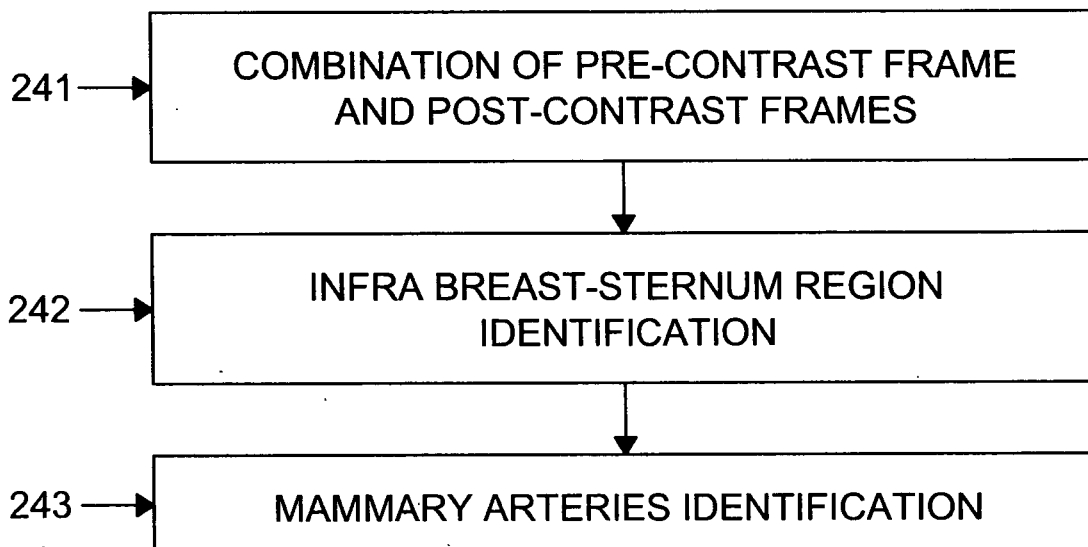 241
COMBINATION OF PRE-CONTRAST FRAME
AND POST-CONTRAST FRAMES
242
INFRA BREAST-STERNUM REGION
IDENTIFICATION
243
MAMMARY ARTERIES IDENTIFICATION